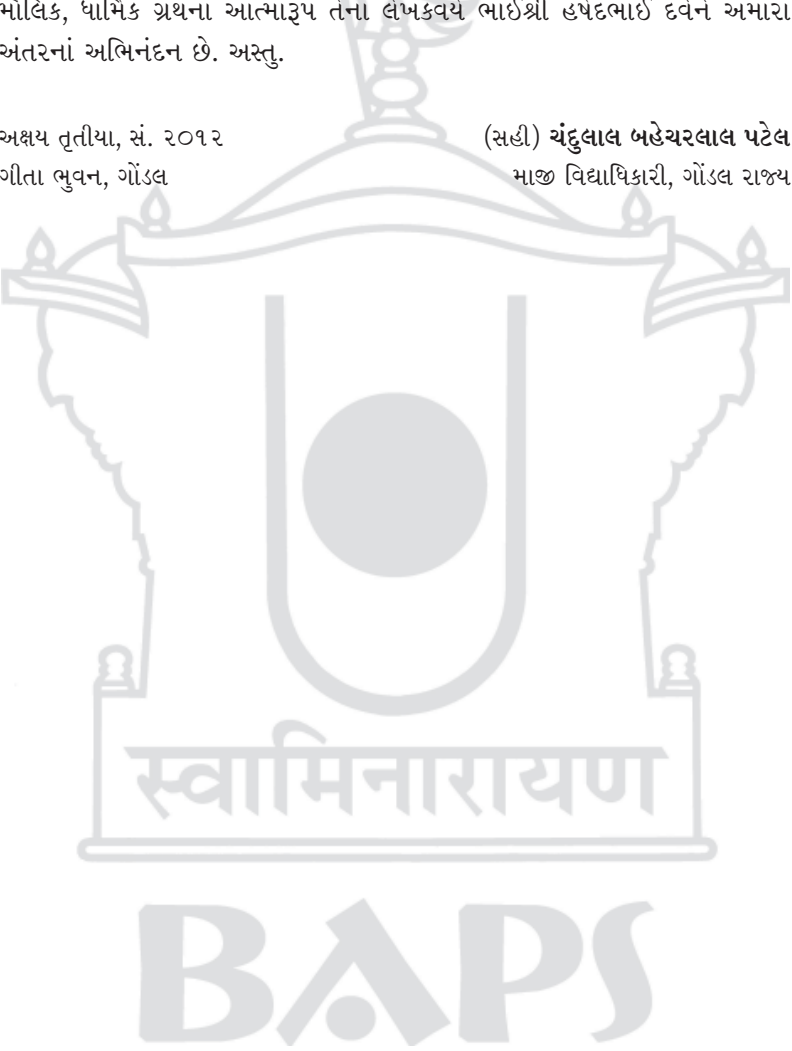 મૌલિક, ધાર્મિક ગ્રંથના આત્મારૂપ તેના લેખકવર્ય ભાઈશ્રી હર્ષદભાઈ દવેને અમારા
અંતરનાં અભિનંદન છે. અસ્તુ.
અક્ષય તૃતીયા, સં. ૨૦૧૨ (સહી) ચંદુલાલ બહેચરલાલ પટેલ
ગીતા ભુવન, ગોંડલ માજી વિદ્યાધિકારી, ગોંડલ રાજ્ય
स्वामिनारायण
BAPS